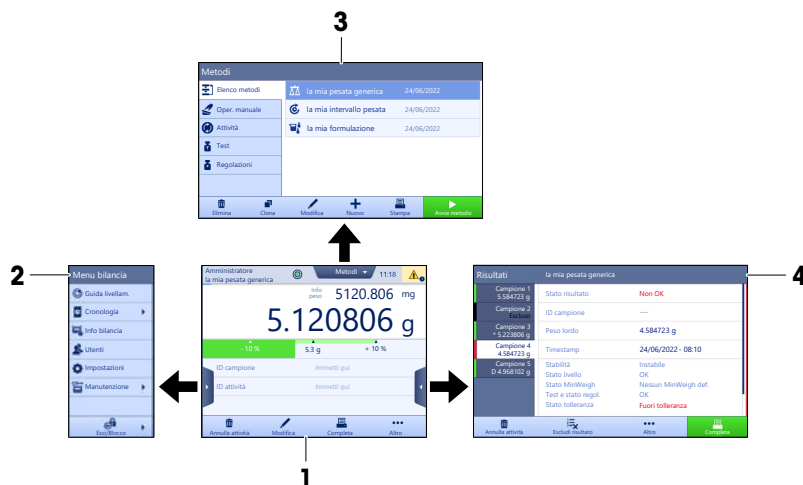 3
Metodi
Elenco metodi
Oper. manuale
Attività
Test
Regolazioni
la mia pesata generica 24/06/2022
la mia intervallo pesata 24/06/2022
la mia formulazione 24/06/2022
Elimina Clona Modifica Nuovo Stampa Avvia metodo
2
Menu bilancia
Guida livellam.
Cronologia
Info bilancia
Utenti
Impostazioni
Manutenzione
Esci/Blocco
Amministratore
la mia pesata generica
Metodi 11:18
Info
peso
5120.806 mg
5.120806 g
- 10 % 5.3 g + 10 %
ID campione Immetti qui
ID attività Immetti qui
Annulla attività Modifica Completa Altro
1
4
Risultati la mia pesata generica
Campione 1
5.584723 g
Campione 2
Escluso
Campione 3
* 5.223806 g
Campione 4
4.584723 g
Campione 5
D 4.968102 g
Stato risultato Non OK
ID campione ---
Peso lordo 4.584723 g
Timestamp 24/06/2022 - 08:10
Stabilità Instabile
Stato livello OK
Stato MinWeigh Nessun MinWeigh def.
Test e stato regol. OK
Stato tolleranza Fuori tolleranza
Annulla attività Escludi risultato Altro Completa